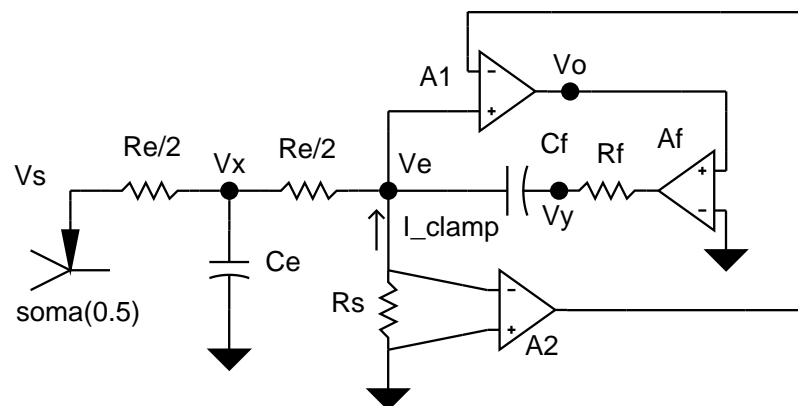 A1
-
+
Vo
Vs
Re/2
Vx
Re/2
Ve
Cf
Rf
Af
+
-
Vy
I_clamp
Ce
soma(0.5)
Rs
-
+
A2